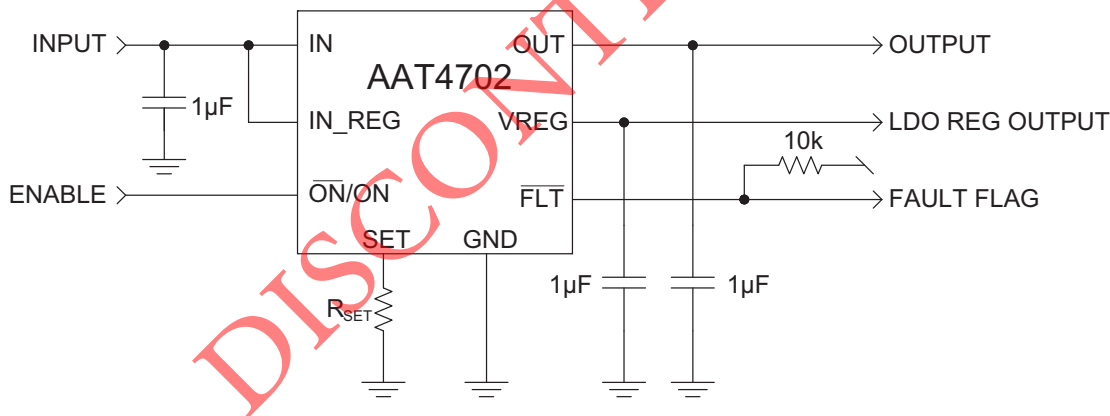 INPUT
1µF
IN
OUT
OUTPUT
AAT4702
IN_REG
VREG
LDO REG OUTPUT
10k
ENABLE
ON/ON
FLT
FAULT FLAG
SET
GND
RSET
1µF
1µF
DISCONTI